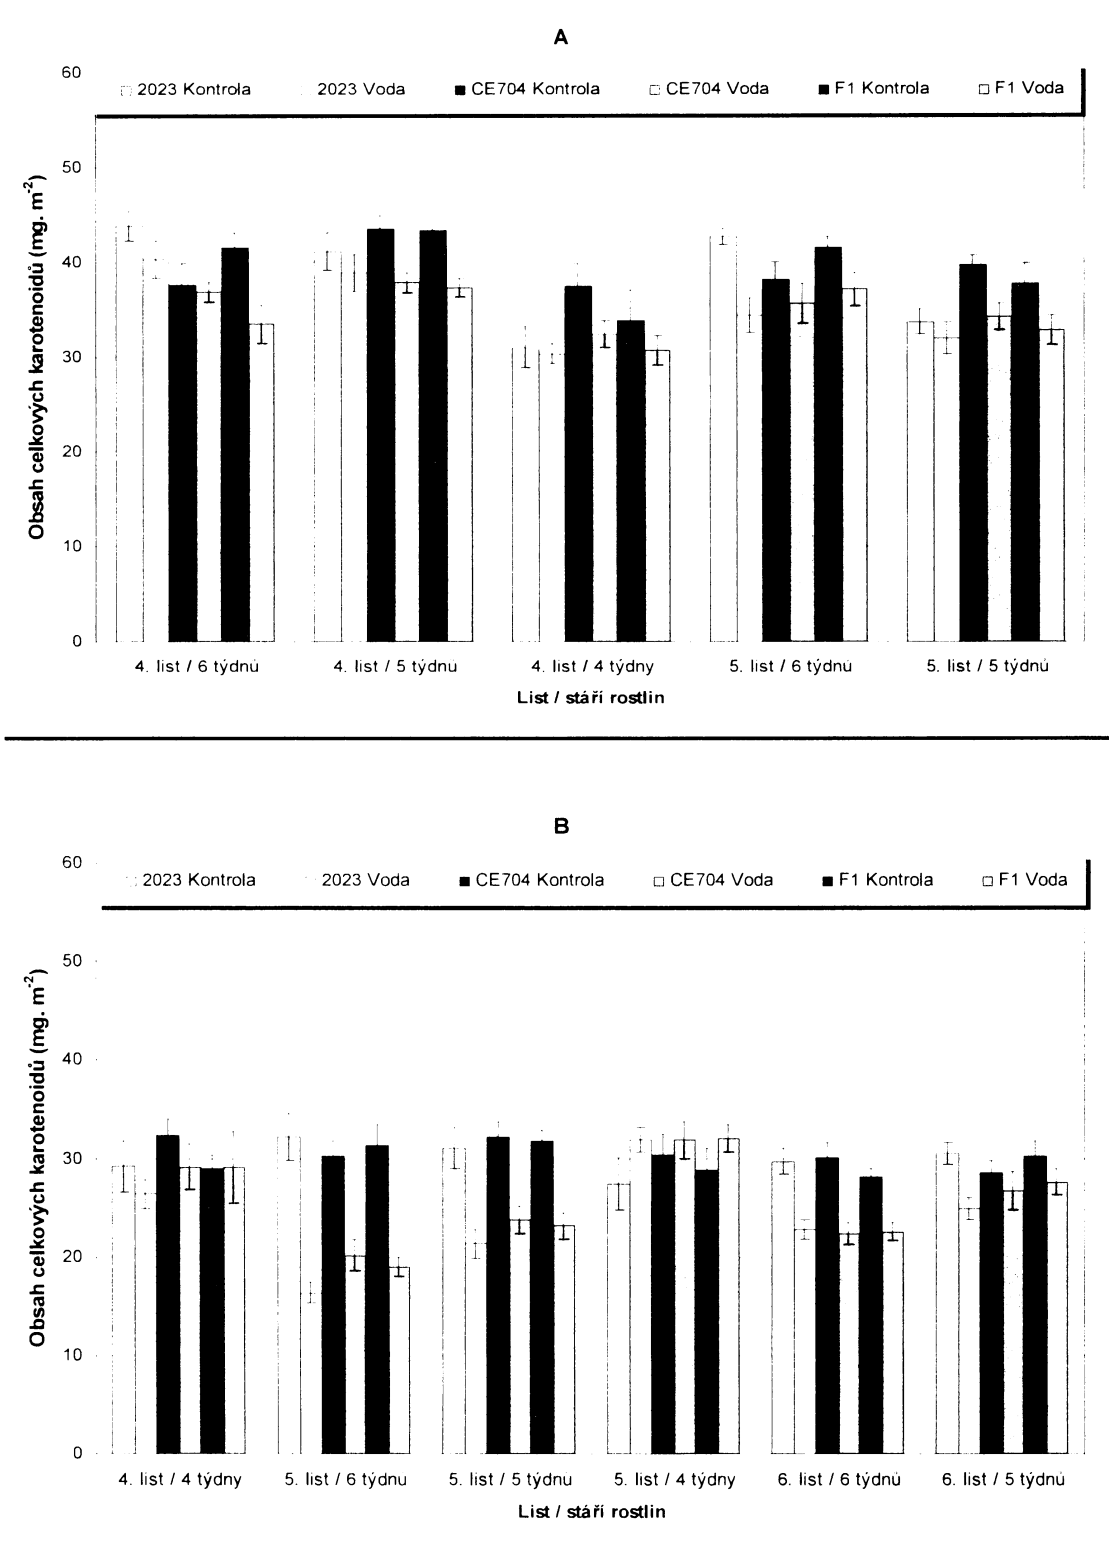 A
60
2023 Kontrola 2023 Voda CE704 Kontrola CE704 Voda F1 Kontrola F1 Voda
50
40
30
20
10
0
Obsah celkových karotenoidů (mg. m-2)
4. list / 6 týdnů 4. list / 5 týdnů 4. list / 4 týdny 5. list / 6 týdnů 5. list / 5 týdnů
List / stáří rostlin
B
60
2023 Kontrola 2023 Voda CE704 Kontrola CE704 Voda F1 Kontrola F1 Voda
50
40
30
20
10
0
Obsah celkových karotenoidů (mg. m-2)
4. list / 4 týdny 5. list / 6 týdnů 5. list / 5 týdnů 5. list / 4 týdny 6. list / 6 týdnů 6. list / 5 týdnů
List / stáří rostlin